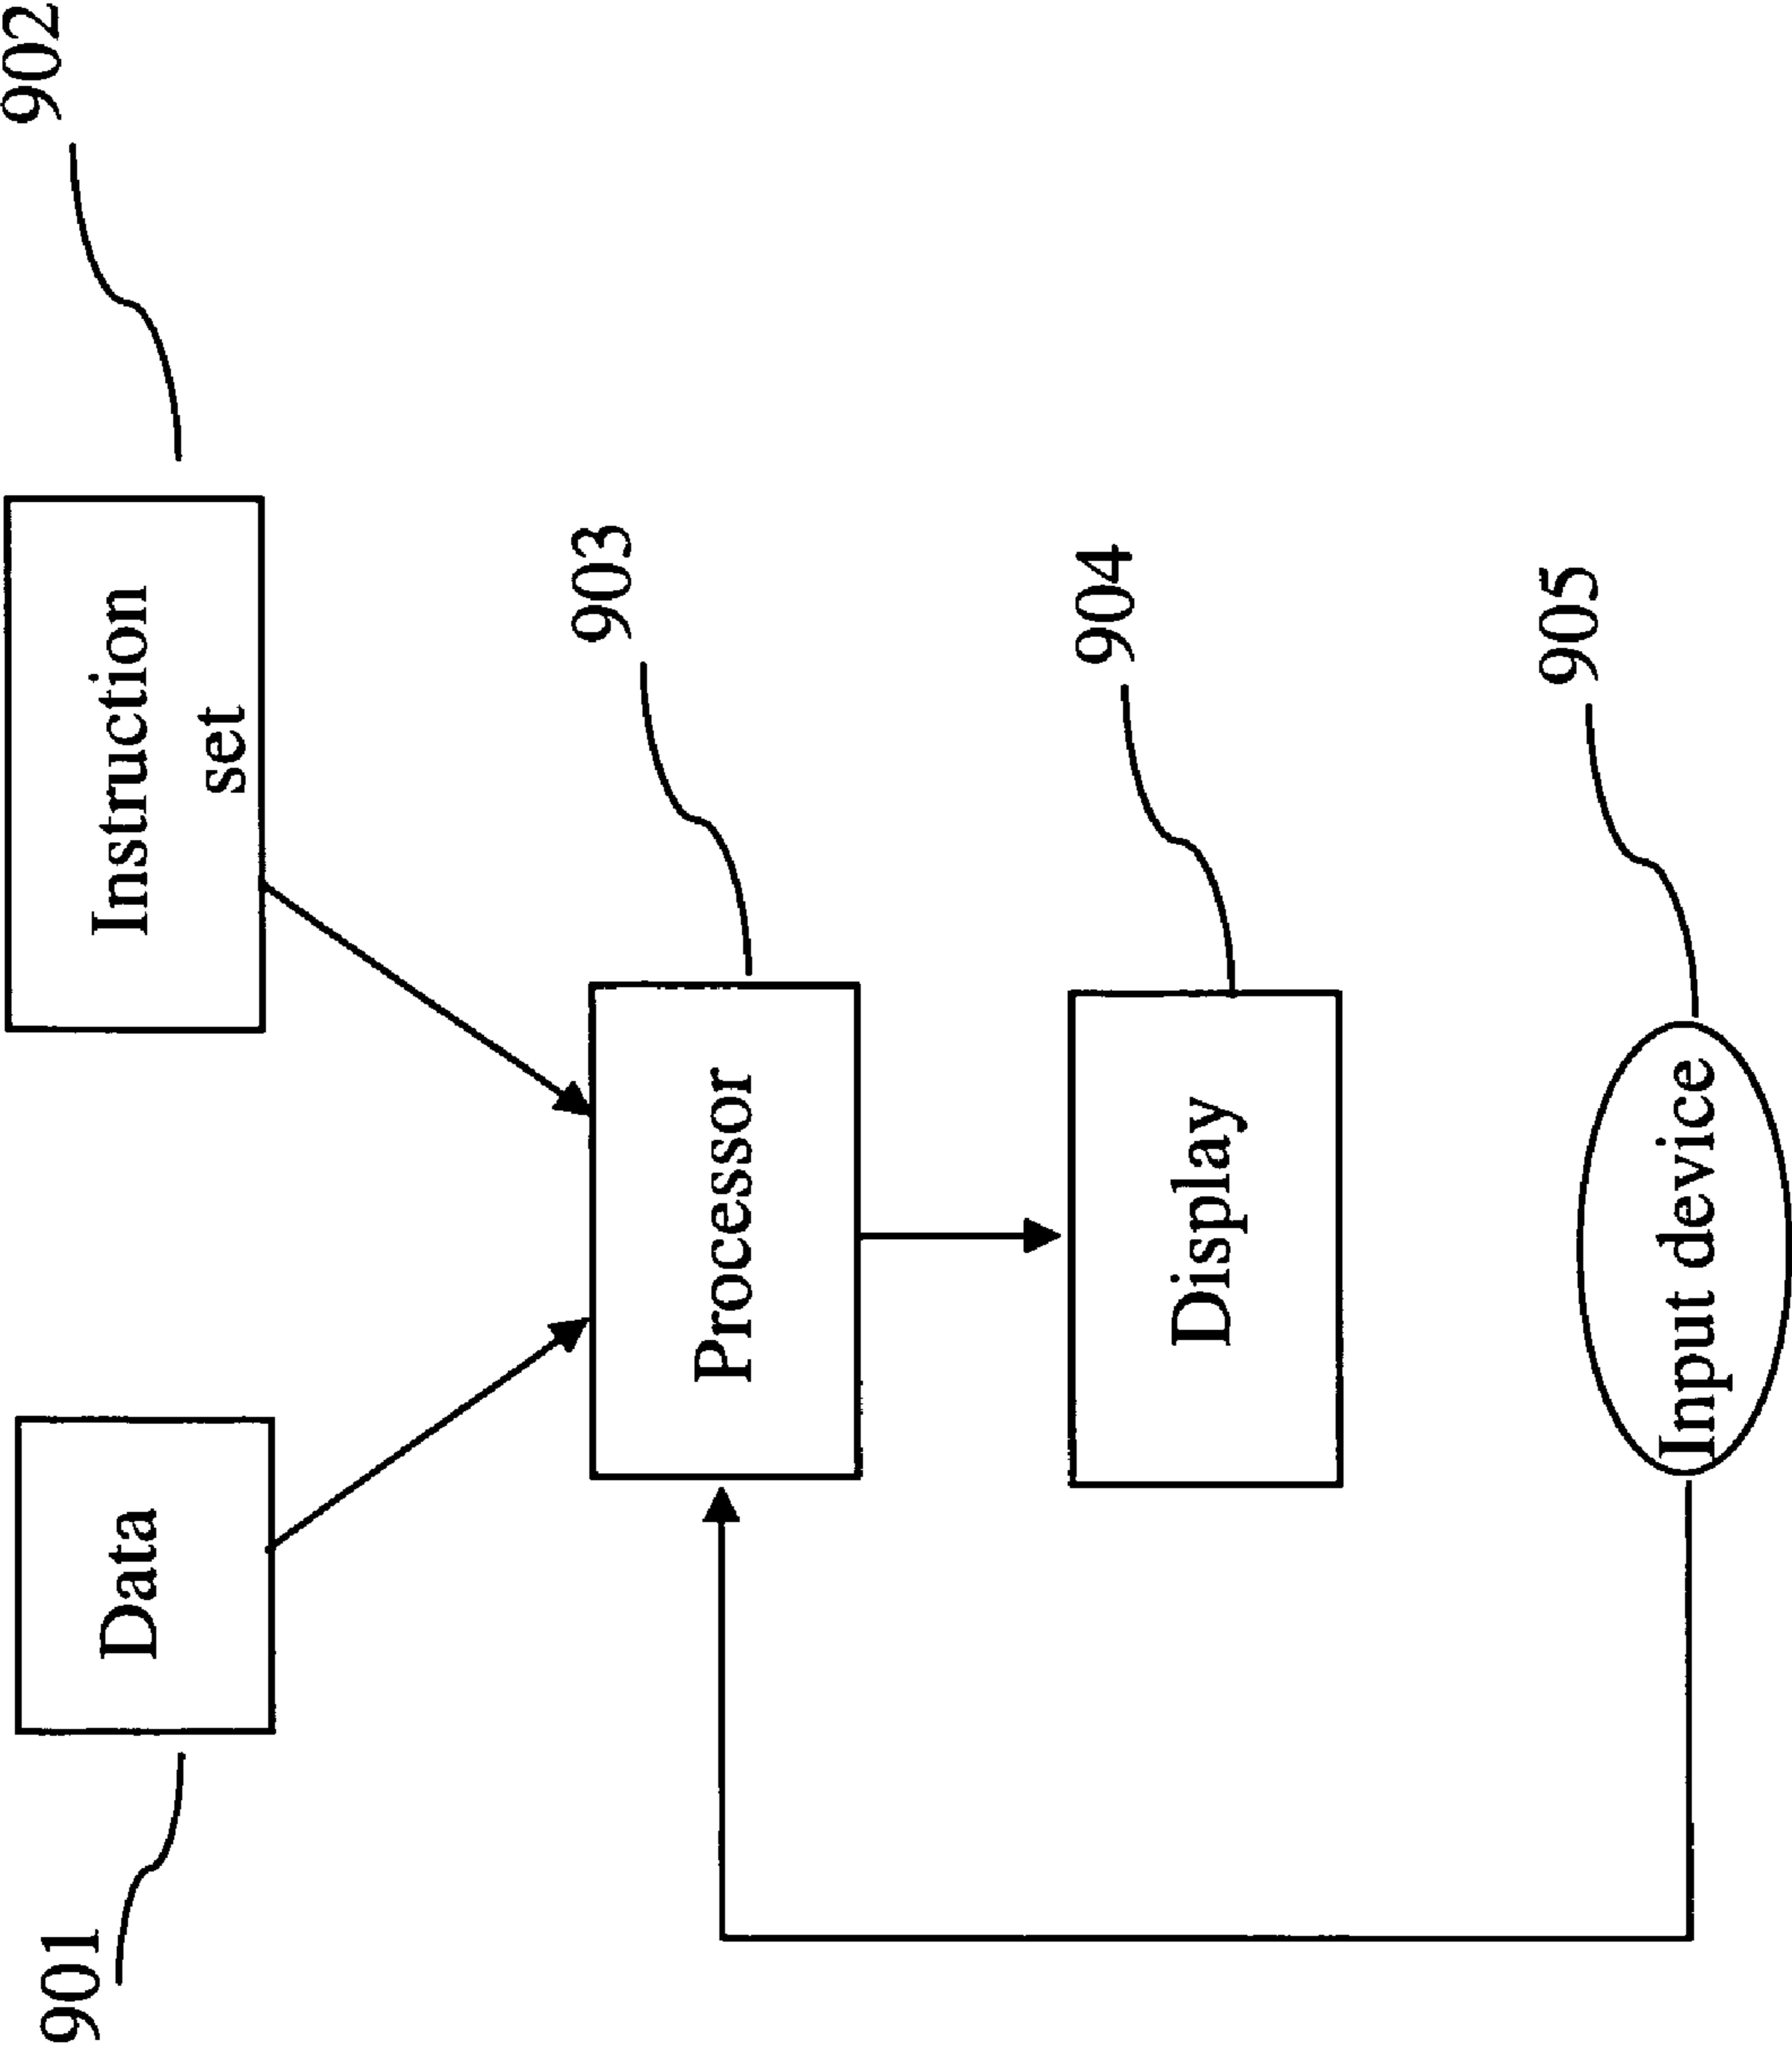 902
Instruction
set
Data
901
903
Processor
904
Display
905
Input device